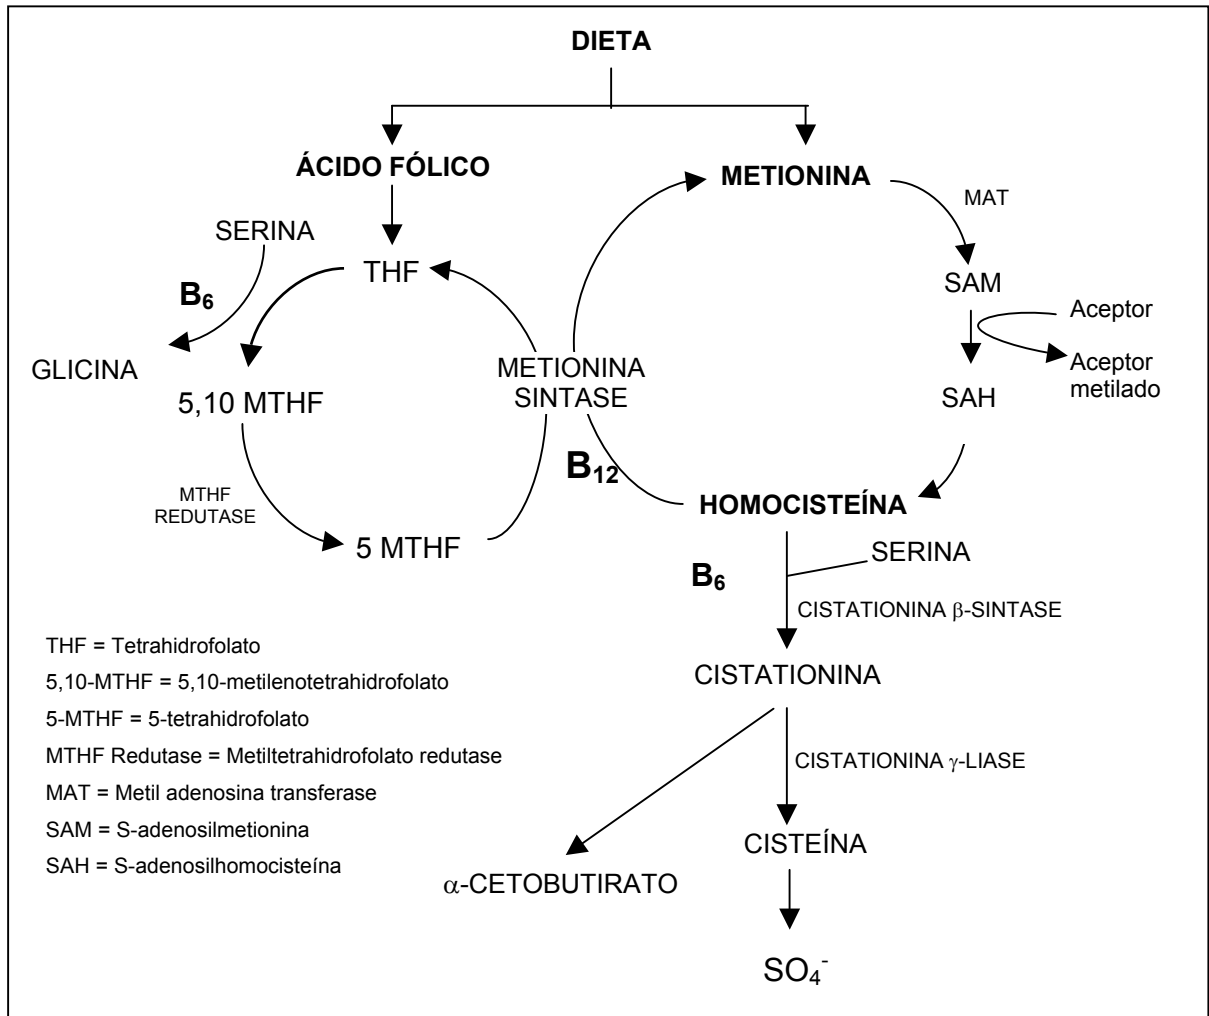 DIETA
ÁCIDO FÓLICO
METIONINA
MAT
SERINA
THF
SAM
B₆
Aceptor
GLICINA
METIONINA
SINTASE
Aceptor
metilado
5,10 MTHF
SAH
B₁₂
MTHF
REDUTASE
HOMOCISTEÍNA
5 MTHF
SERINA
B₆
CISTATIONINA β-SINTASE
THF = Tetrahidrofolato
CISTATIONINA
5,10-MTHF = 5,10-metilenotetrahidrofolato
5-MTHF = 5-tetrahidrofolato
MTHF Redutase = Metiltetrahidrofolato redutase
CISTATIONINA γ-LIASE
MAT = Metil adenosina transferase
SAM = S-adenosilmetionina
CISTEÍNA
SAH = S-adenosilhomocisteína
α-CETOBUTIRATO
SO₄⁻